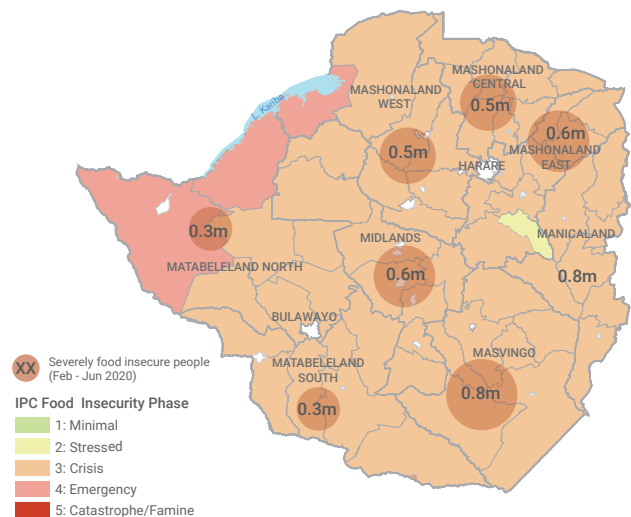 MASHONALAND
CENTRAL
0.5m
L. Kariba
MASHONALAND
WEST
0.5m
0.6m
MASHONALAND
EAST
HARARE
0.3m
MATABELELAND NORTH
MIDLANDS
0.6m
MANICALAND
0.8m
BULAWAYO
MASVINGO
0.8m
MATABELELAND
SOUTH
0.3m
XX
Severely food insecure people
(Feb - Jun 2020)
IPC Food Insecurity Phase
1: Minimal
2: Stressed
3: Crisis
4: Emergency
5: Catastrophe/Famine